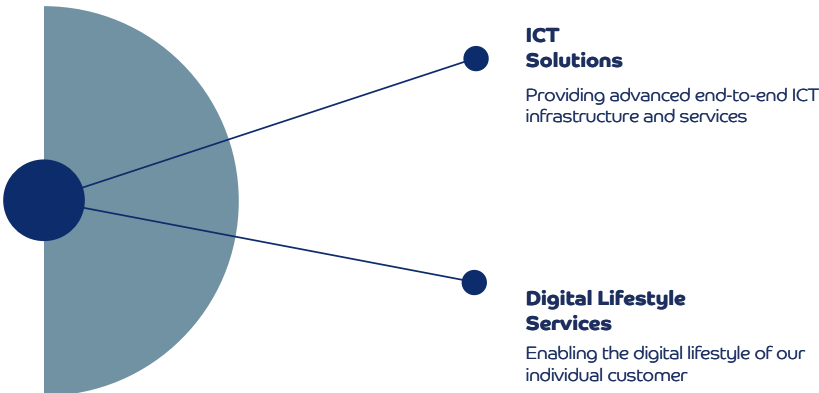 ICT
Solutions
Providing advanced end-to-end ICT
infrastructure and services
Digital Lifestyle
Services
Enabling the digital lifestyle of our
individual customer